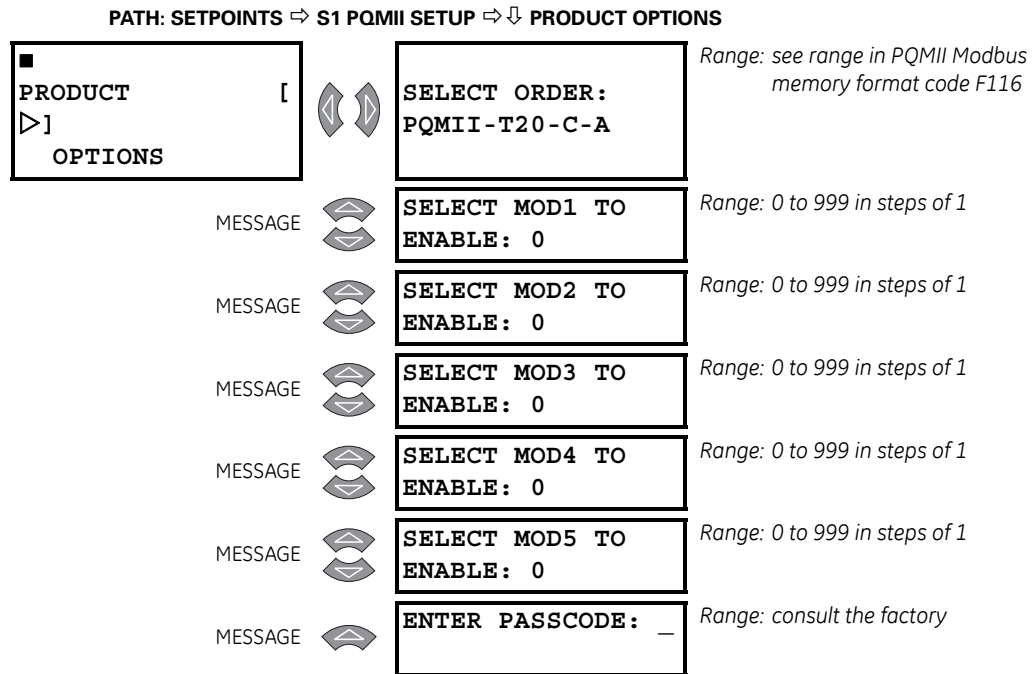 PATH: SETPOINTS ⇨ S1 PQMII SETUP ⇨⇩ PRODUCT OPTIONS
■
PRODUCT [
▷]
OPTIONS
SELECT ORDER:
PQMII-T20-C-A
Range: see range in PQMII Modbus
memory format code F116
MESSAGE
SELECT MOD1 TO
ENABLE: 0
Range: 0 to 999 in steps of 1
MESSAGE
SELECT MOD2 TO
ENABLE: 0
Range: 0 to 999 in steps of 1
MESSAGE
SELECT MOD3 TO
ENABLE: 0
Range: 0 to 999 in steps of 1
MESSAGE
SELECT MOD4 TO
ENABLE: 0
Range: 0 to 999 in steps of 1
MESSAGE
SELECT MOD5 TO
ENABLE: 0
Range: 0 to 999 in steps of 1
MESSAGE
ENTER PASSCODE: _
Range: consult the factory